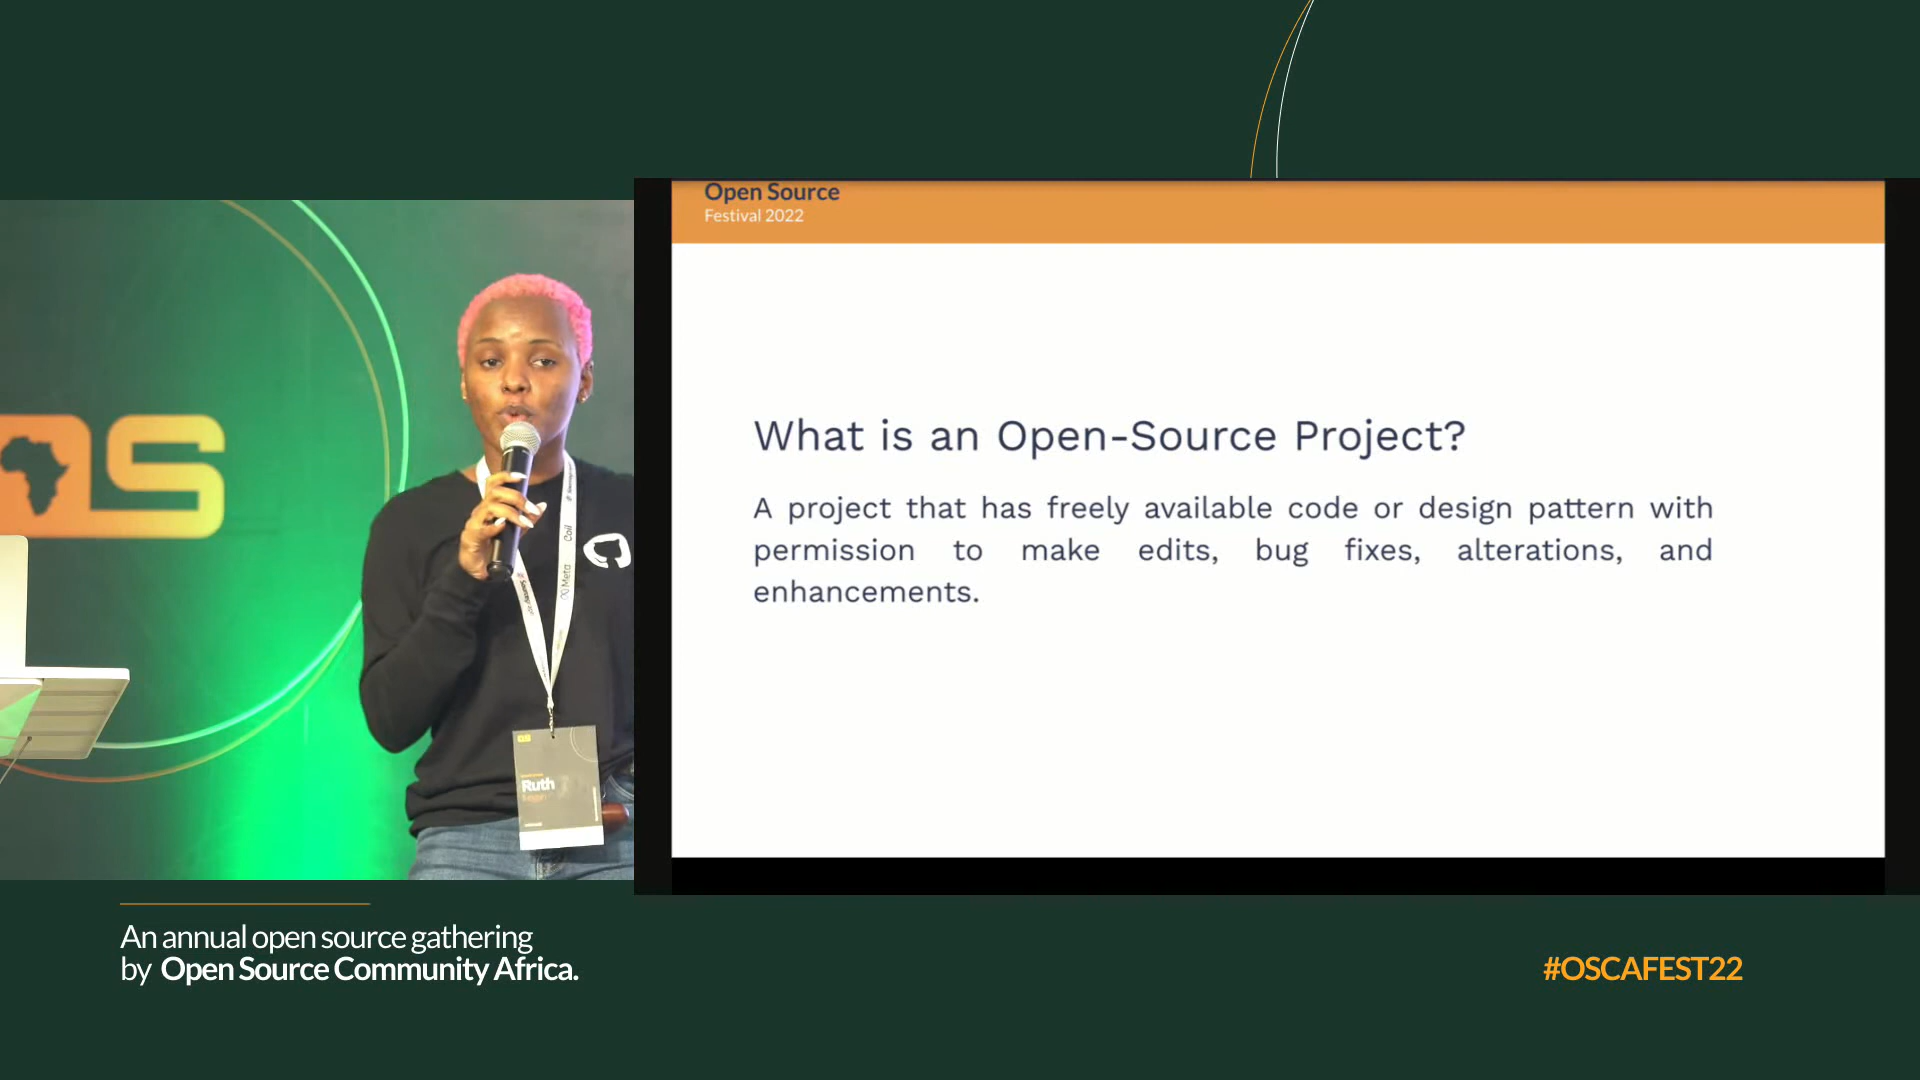 Open Source
Festival 2022
What is an Open-Source Project?
A project that has freely available code or design pattern with
permission to make edits, bug fixes, alterations, and
enhancements.
OS
Coil
Meta
Sourcegraph
Ruth
An annual open source gathering
by Open Source Community Africa.
#OSCAFEST22